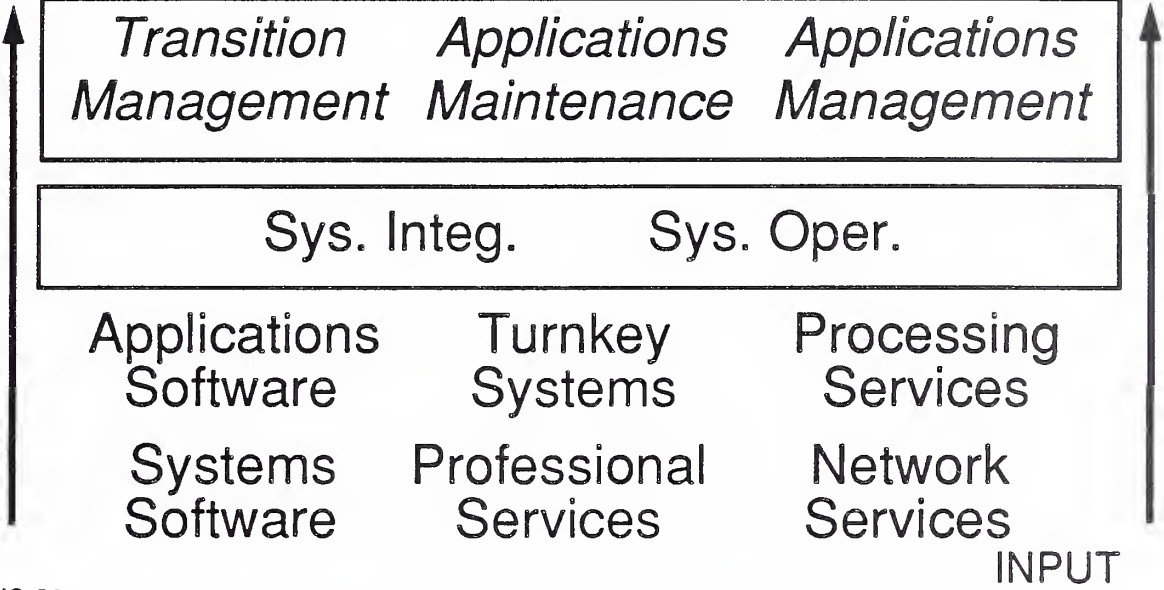 Transition Applications Applications
Management Maintenance Management
Sys. Integ. Sys. Oper.
Applications Turnkey Processing
Software Systems Services
Systems Professional Network
Software Services Services
INPUT